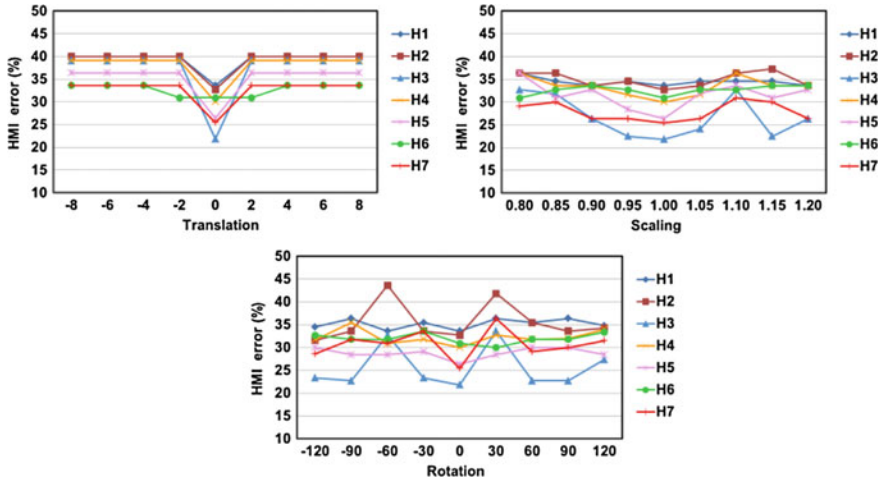 50
45
40
35
30
25
20
15
10
HMI error (%)
-8 -6 -4 -2 0 2 4 6 8
Translation
H1
H2
H3
H4
H5
H6
H7
50
45
40
35
30
25
20
15
10
HMI error (%)
0.80 0.85 0.90 0.95 1.00 1.05 1.10 1.15 1.20
Scaling
H1
H2
H3
H4
H5
H6
H7
50
45
40
35
30
25
20
15
10
HMI error (%)
-120 -90 -60 -30 0 30 60 90 120
Rotation
H1
H2
H3
H4
H5
H6
H7